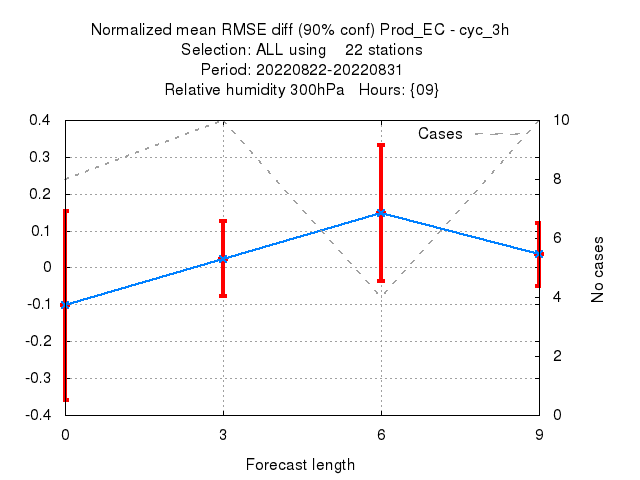 Normalized mean RMSE diff (90% conf) Prod_EC - cyc_3h
Selection: ALL using 22 stations
Period: 20220822-20220831
Relative humidity 300hPa Hours: {09}
Cases
0.4
0.3
0.2
0.1
0
-0.1
-0.2
-0.3
-0.4
10
8
6
4
2
0
No cases
0 3 6 9
Forecast length